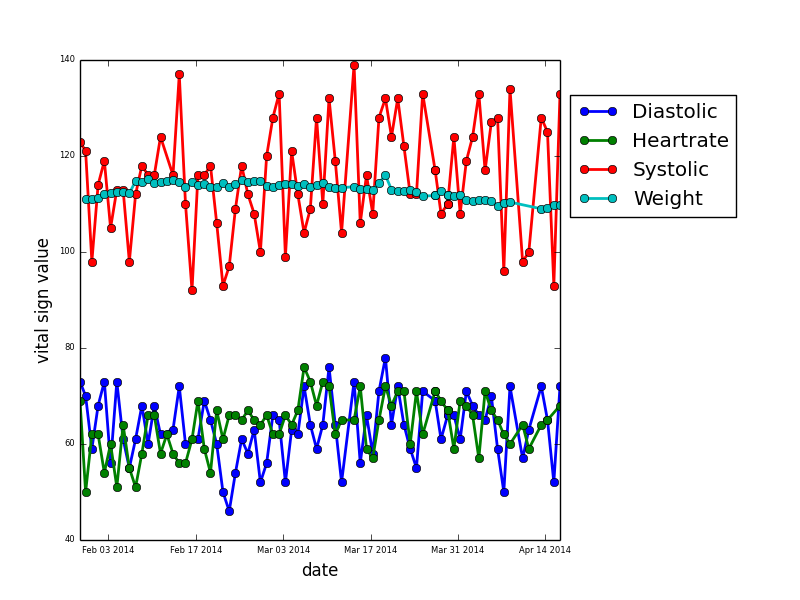 140
120
100
80
60
40
vital sign value
Feb 03 2014
Feb 17 2014
Mar 03 2014
Mar 17 2014
Mar 31 2014
Apr 14 2014
date
Diastolic
Heartrate
Systolic
Weight